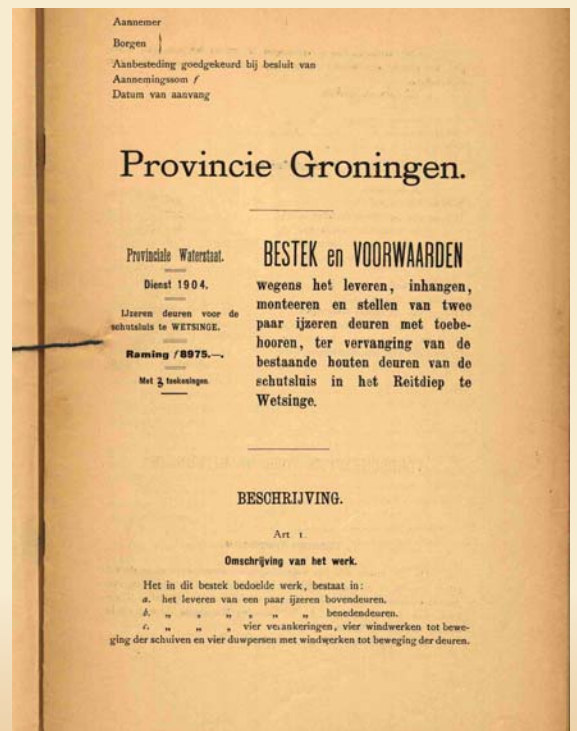 Aannemer
Borgen }
Aanbesteding goedgekeurd bij besluit van
Aannemingssom f
Datum van aanvang
Provincie Groningen.
Provinciale Waterstaat.
Dienst 1904.
IJzeren deuren voor de
schutsluis te WETSINGE.
Raming f 8975.—.
Met 3 teekeningen.
BESTEK en VOORWAARDEN
wegens het leveren, inhangen,
monteeren en stellen van twee
paar ijzeren deuren met toebe-
hooren, ter vervanging van de
bestaande houten deuren van de
schutsluis in het Reitdiep te
Wetsinge.
BESCHRIJVING.
Art 1.
Omschrijving van het werk.
Het in dit bestek bedoelde werk, bestaat in:
a. het leveren van een paar ijzeren bovendeuren.
b. „ „ „ „ „ „ benedendeuren.
c. „ „ „ vier verankeringen, vier windwerken tot bewe-
ging der schuiven en vier duwpersen met windwerken tot beweging der deuren.